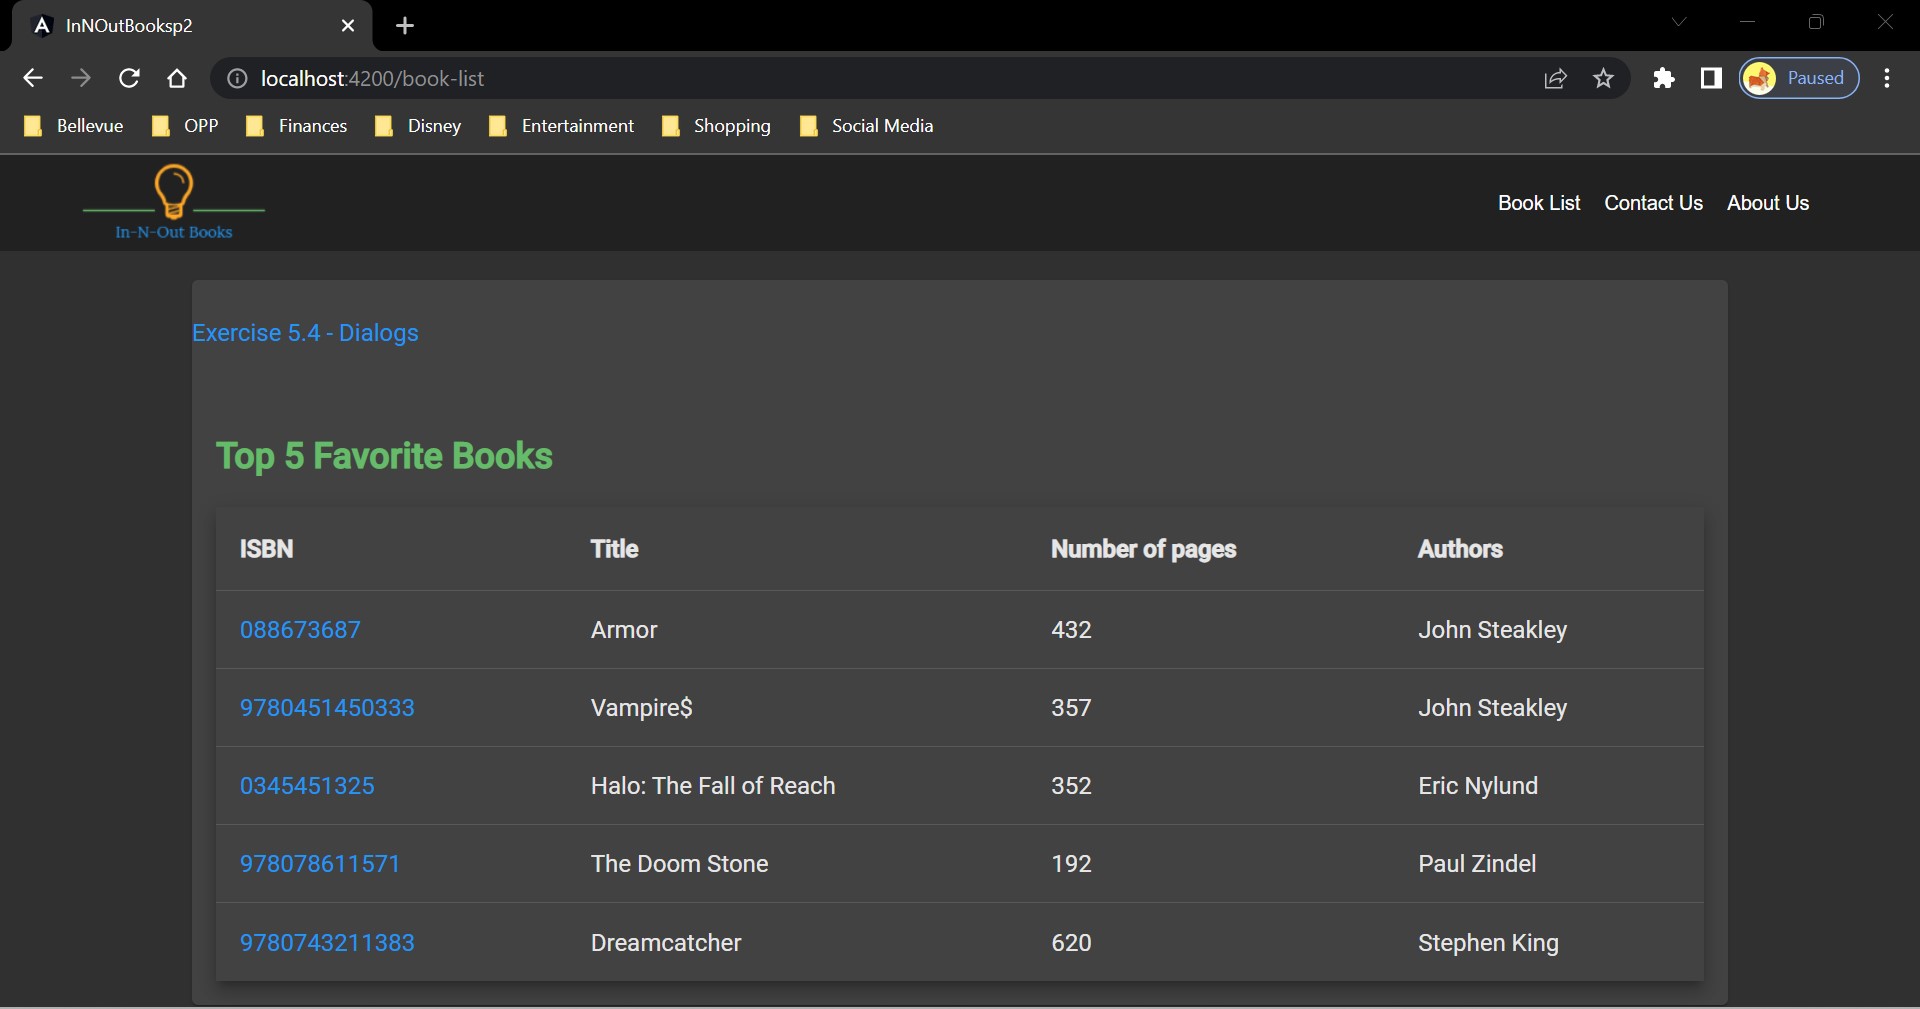 InNOutBooksp2
localhost:4200/book-list
Paused
Bellevue OPP Finances Disney Entertainment Shopping Social Media
In-N-Out Books
Book List Contact Us About Us
Exercise 5.4 - Dialogs
Top 5 Favorite Books
ISBN Title Number of pages Authors
088673687 Armor 432 John Steakley
9780451450333 Vampire$ 357 John Steakley
0345451325 Halo: The Fall of Reach 352 Eric Nylund
978078611571 The Doom Stone 192 Paul Zindel
9780743211383 Dreamcatcher 620 Stephen King